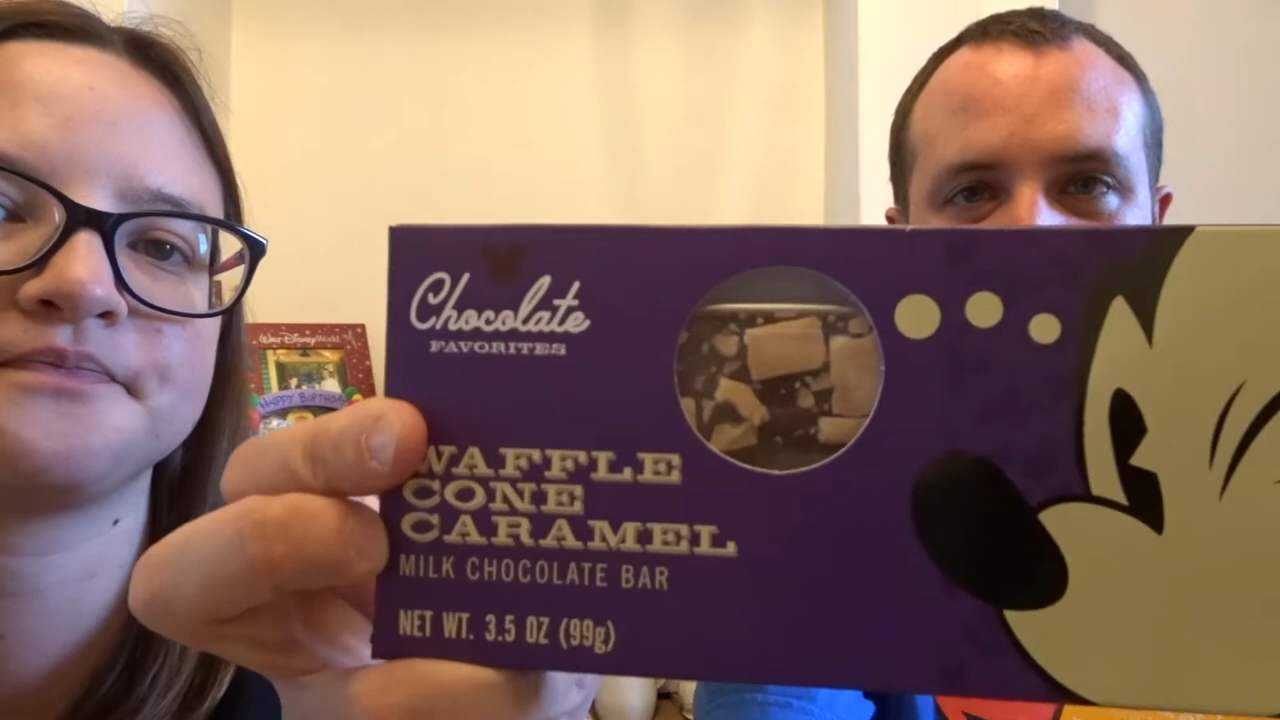 Chocolate
FAVORITES
WAFFLE
CONE
CARAMEL
MILK CHOCOLATE BAR
NET WT. 3.5 OZ (99g)
Walt Disney World
HAPPY BIRTHDAY